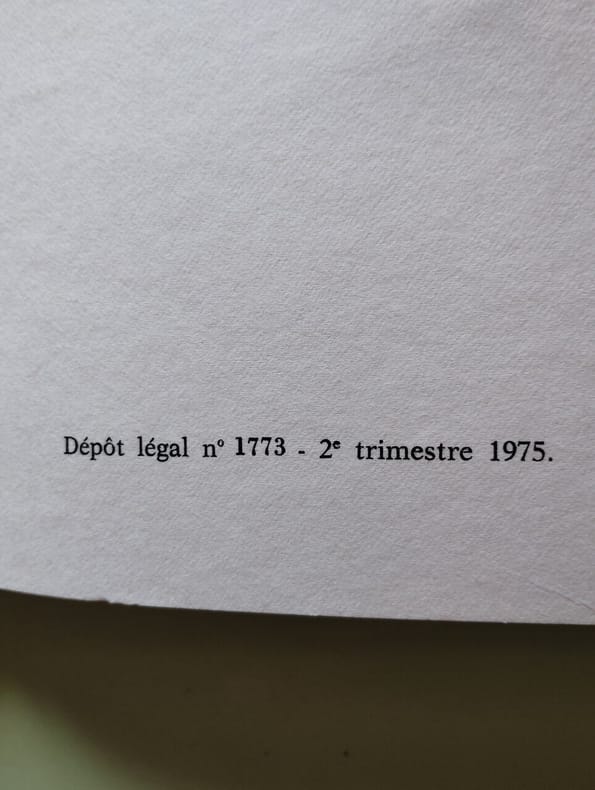 Dépôt légal nº 1773 - 2ᵉ trimestre 1975.